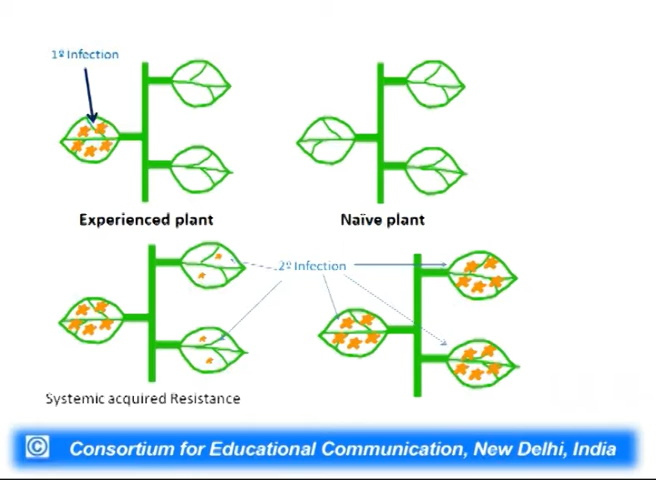 1º Infection
Experienced plant
Naïve plant
2º Infection
Systemic acquired Resistance
© Consortium for Educational Communication, New Delhi, India